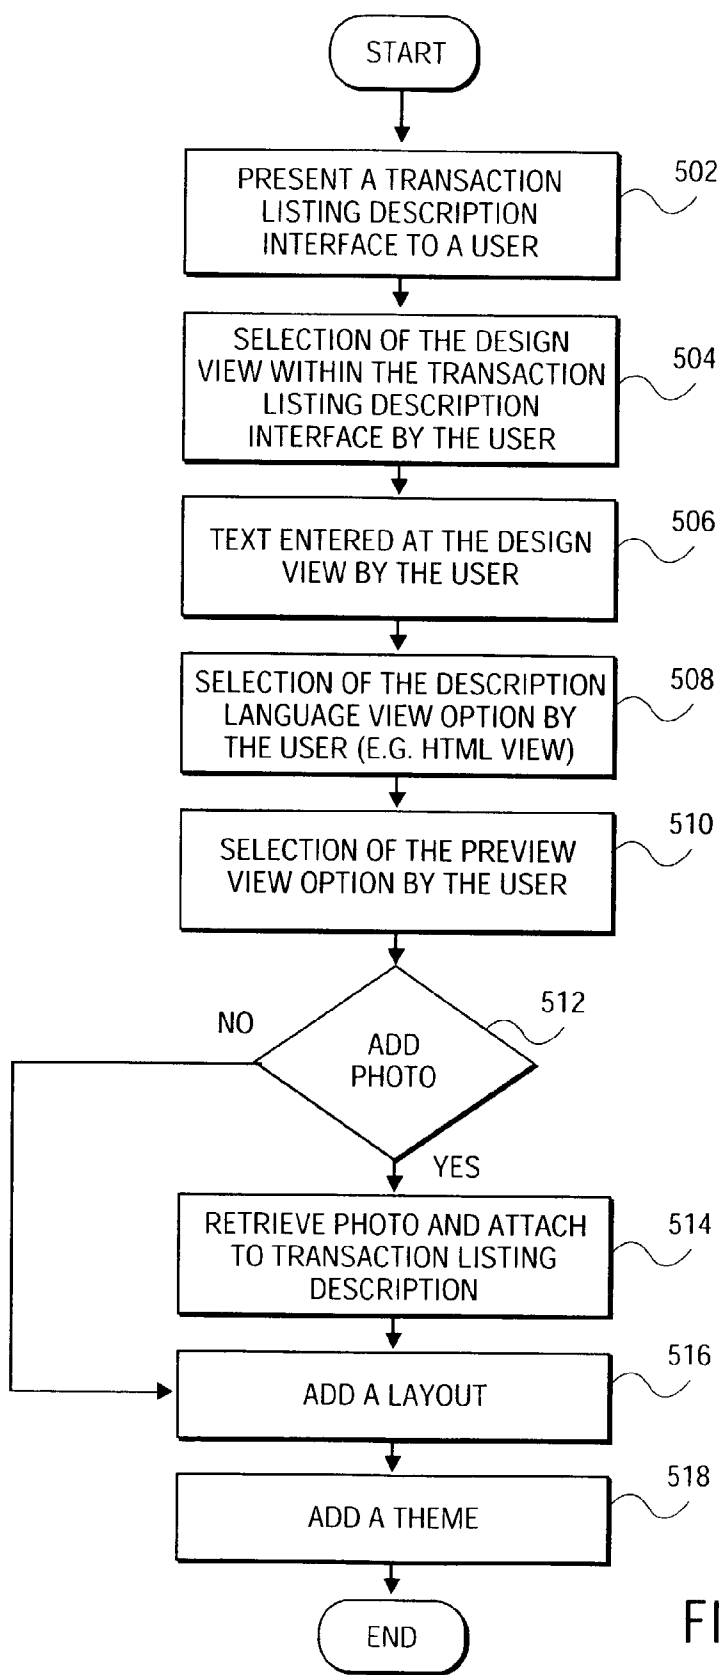 START
PRESENT A TRANSACTION
LISTING DESCRIPTION
INTERFACE TO A USER
502
SELECTION OF THE DESIGN
VIEW WITHIN THE TRANSACTION
LISTING DESCRIPTION
INTERFACE BY THE USER
504
TEXT ENTERED AT THE DESIGN
VIEW BY THE USER
506
SELECTION OF THE DESCRIPTION
LANGUAGE VIEW OPTION BY
THE USER (E.G. HTML VIEW)
508
SELECTION OF THE PREVIEW
VIEW OPTION BY THE USER
510
ADD
PHOTO
512
NO
YES
RETRIEVE PHOTO AND ATTACH
TO TRANSACTION LISTING
DESCRIPTION
514
ADD A LAYOUT
516
ADD A THEME
518
END
FI